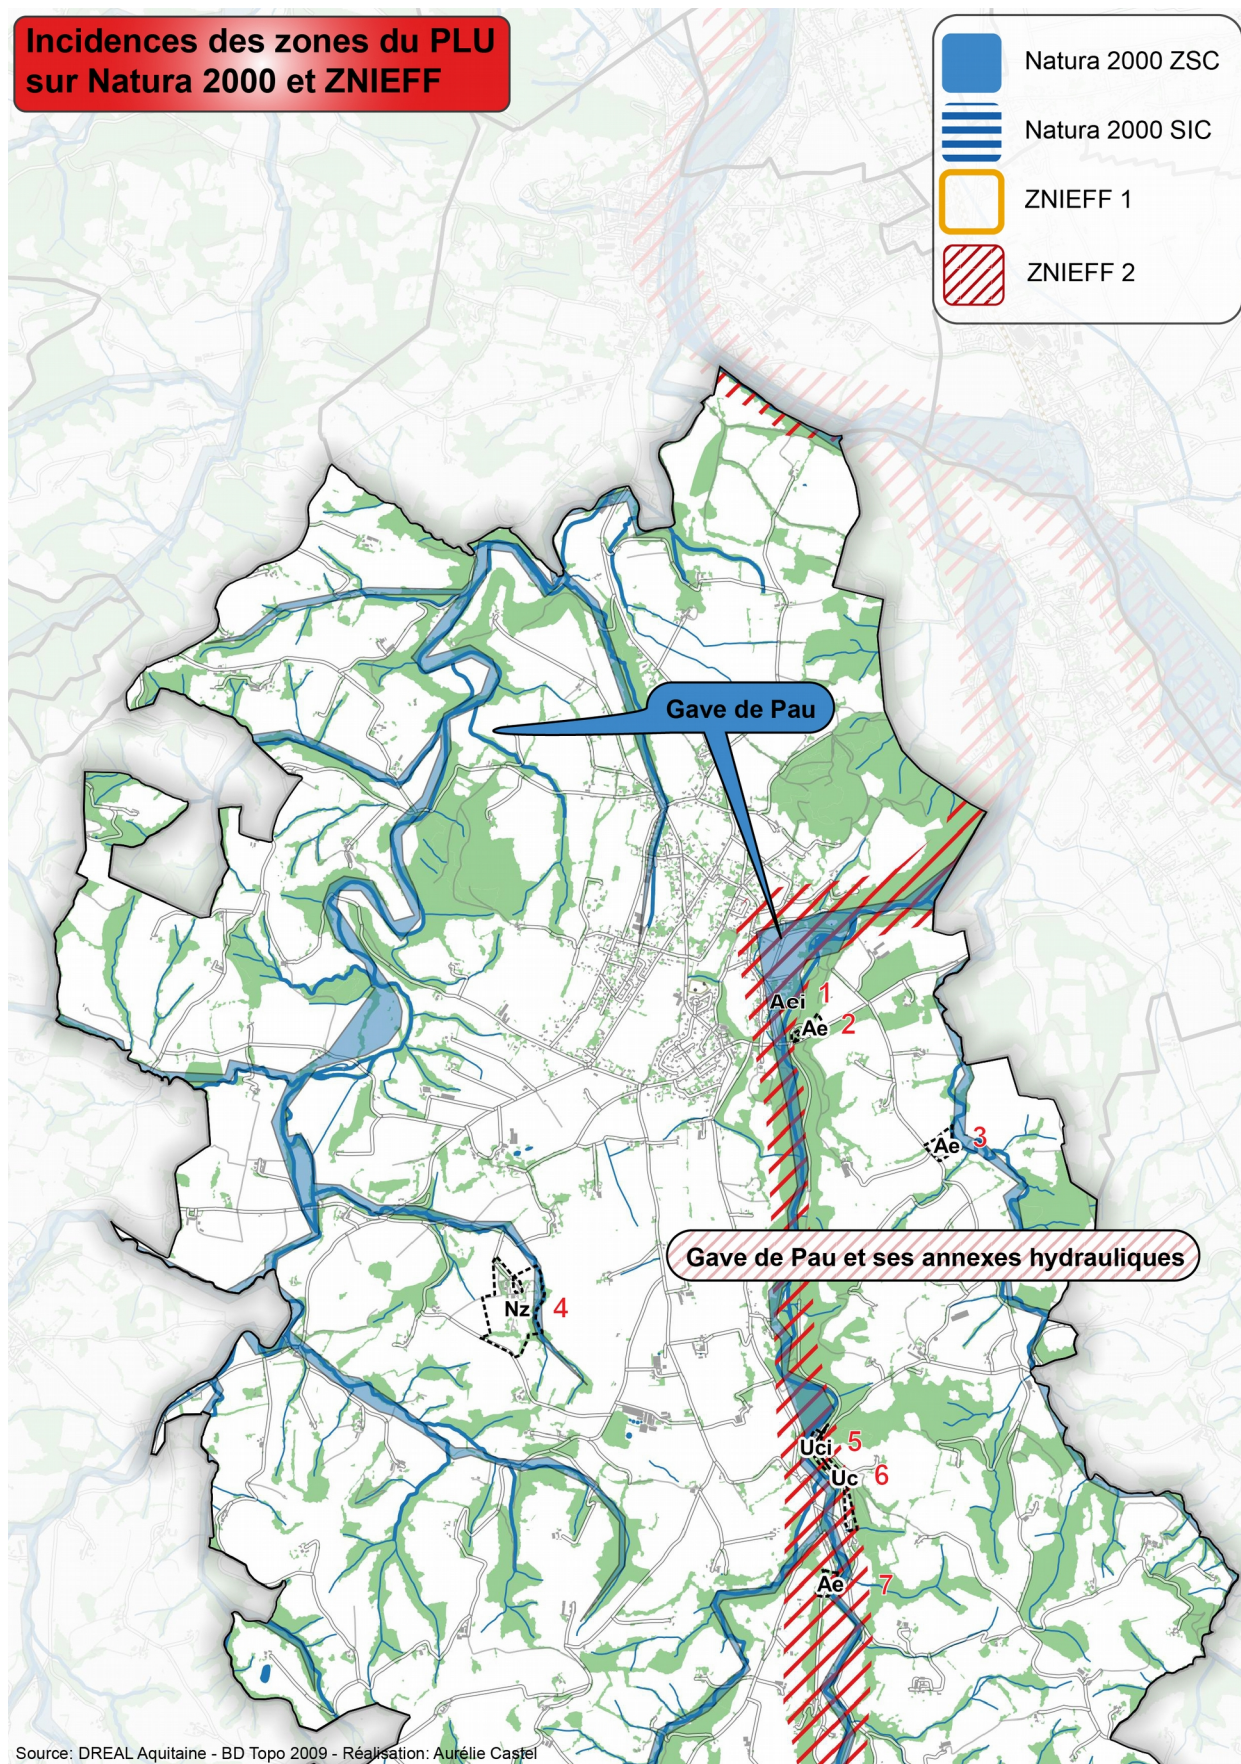 Incidences des zones du PLU
sur Natura 2000 et ZNIEFF
Natura 2000 ZSC
Natura 2000 SIC
ZNIEFF 1
ZNIEFF 2
Gave de Pau
Aei 1
Ae 2
Ae 3
Gave de Pau et ses annexes hydrauliques
Nz 4
Uci 5
Uc 6
Ae 7
Source: DREAL Aquitaine - BD Topo 2009 - Réalisation: Aurélie Castel